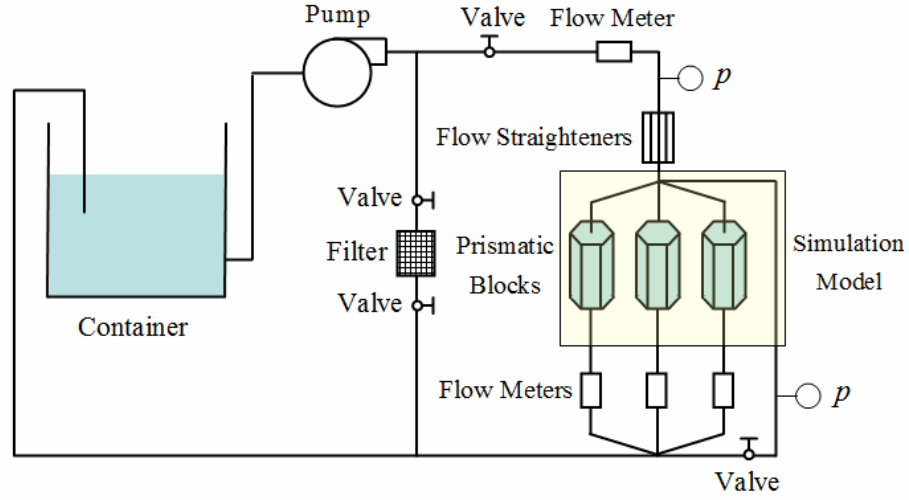 Pump
Valve
Flow Meter
p
Flow Straighteners
Valve
Filter
Prismatic
Blocks
Simulation
Model
Valve
Container
Flow Meters
p
Valve